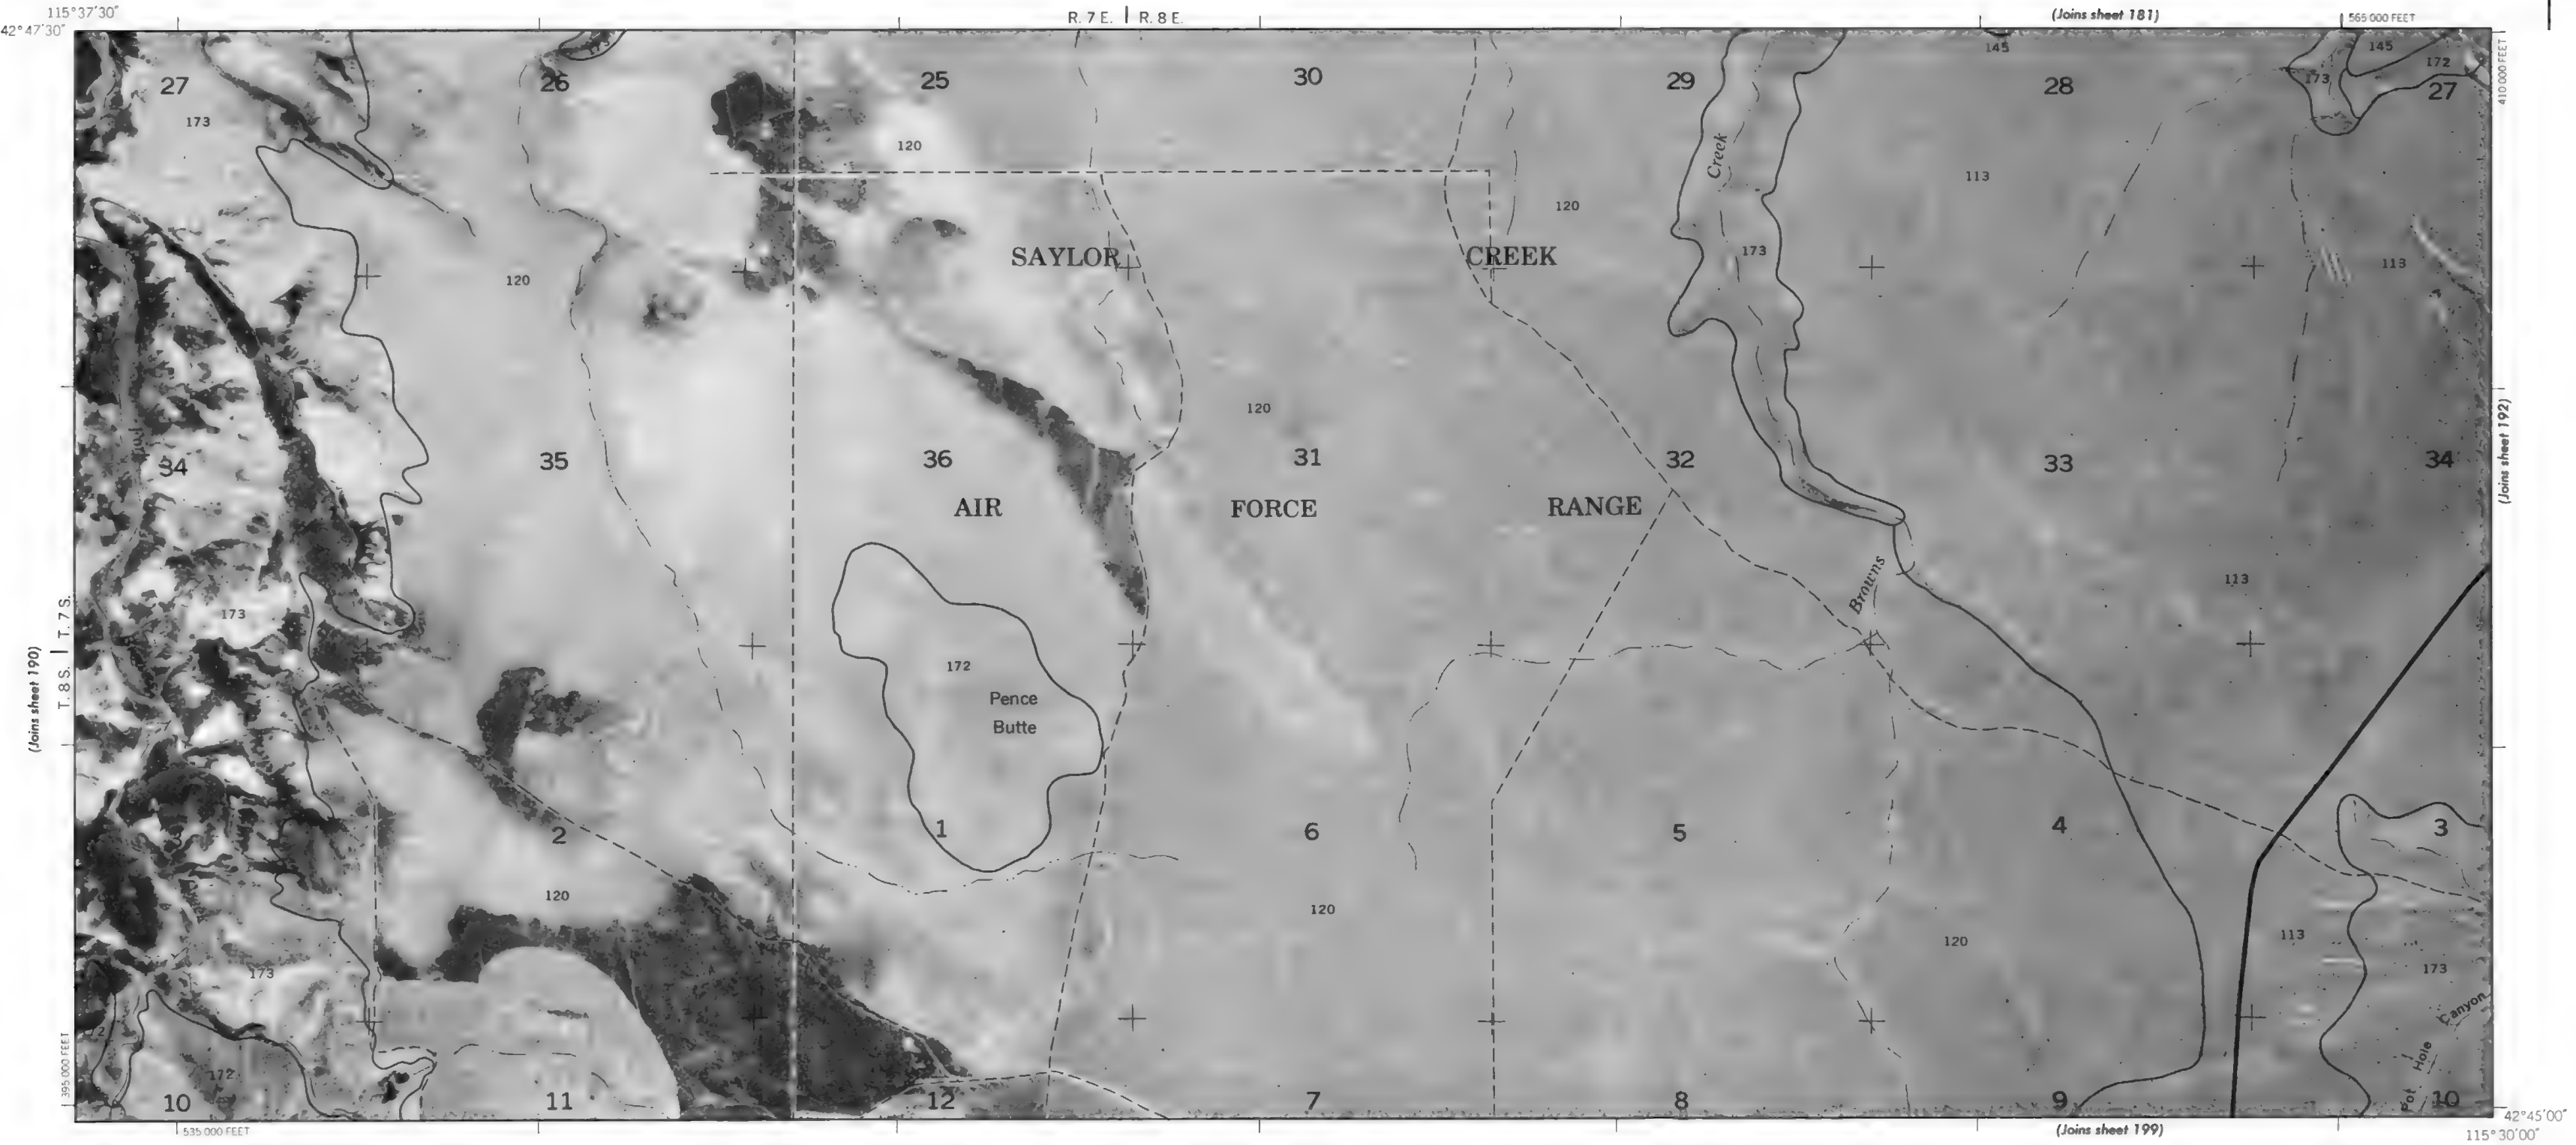 115°37'30" R. 7 E. | R. 8 E. (Joins sheet 181) 565 000 FEET
42°47'30"
410 000 FEET
145 145
172
173
27 26 25 30 29 28 27
173 120 Creek 113
120
SAYLOR CREEK 173 113
120
120
34 35 36 31 32 33 34
(Joins sheet 192)
AIR FORCE RANGE
113
Browns
T. 7 S.
173
(Joins sheet 190)
T. 8 S.
172
Pence
Butte
3 2 1 6 5 4 3
120 120 120 113
173 173
Canyon
Hole
Pot
172
395 000 FEET
10 11 12 7 8 9 10
42°45'00"
535 000 FEET (Joins sheet 199) 115°30'00"